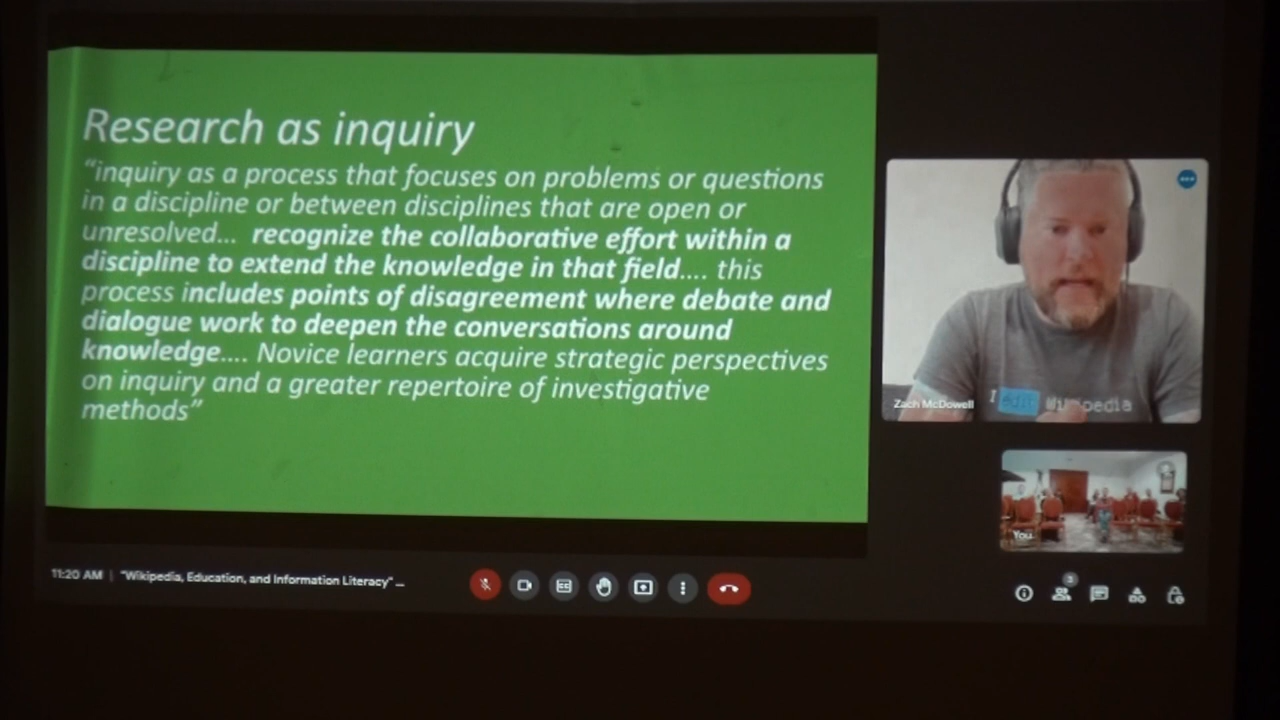 Research as inquiry
“inquiry as a process that focuses on problems or questions
in a discipline or between disciplines that are open or
unresolved... recognize the collaborative effort within a
discipline to extend the knowledge in that field.... this
process includes points of disagreement where debate and
dialogue work to deepen the conversations around
knowledge.... Novice learners acquire strategic perspectives
on inquiry and a greater repertoire of investigative
methods”
I edit Wikipedia
Zach McDowell
You
11:20 AM | "Wikipedia, Education, and Information Literacy" ...
3